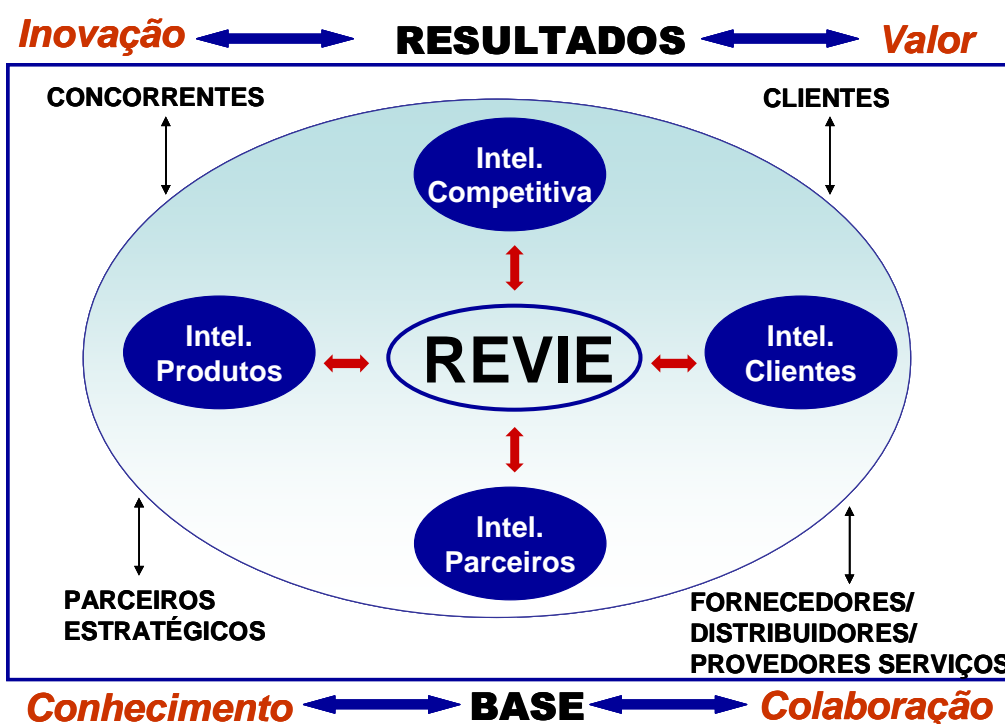 Inovação RESULTADOS Valor
CONCORRENTES
CLIENTES
Intel.
Competitiva
Intel.
Produtos
REVIE
Intel.
Clientes
Intel.
Parceiros
PARCEIROS
ESTRATÉGICOS
FORNECEDORES/
DISTRIBUIDORES/
PROVEDORES SERVIÇOS
Conhecimento BASE Colaboração